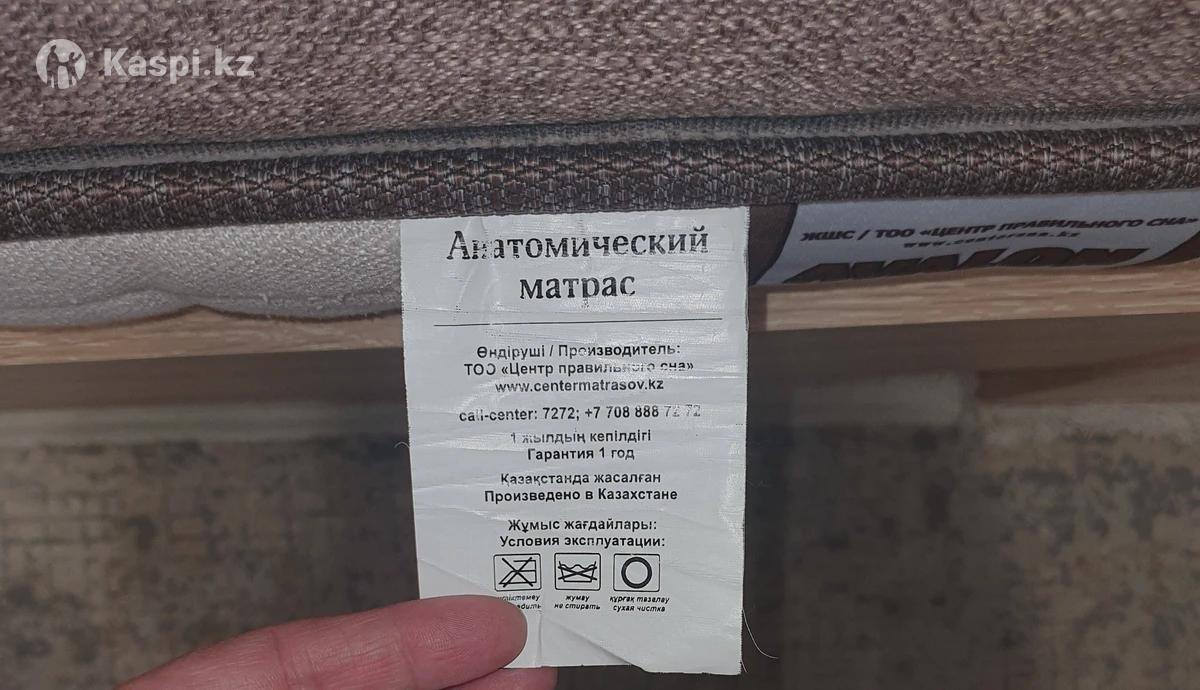 Kaspi.kz
Анатомический
матрас
ЖШС / ТОО «ЦЕНТР ПРАВИЛЬНОГО СНА»
AVALON
Өндіруші / Производитель:
ТОО «Центр правильного сна»
www.centermatrasov.kz
call-center: 7272; +7 708 888 72 72
1 жылдың кепілдігі
Гарантия 1 год
Қазақстанда жасалған
Произведено в Казахстане
Жұмыс жағдайлары:
Условия эксплуатации:
жумау
не стирать
құрғақ тазалау
сухая чистка